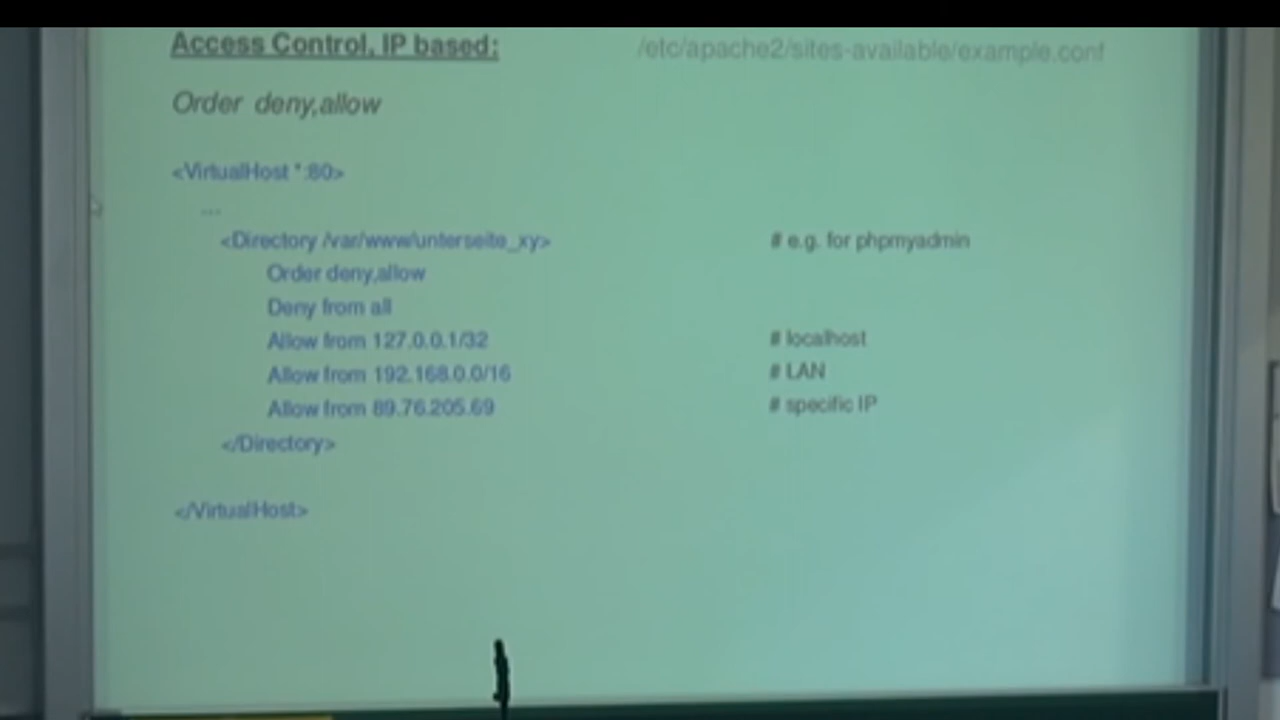 Access Control, IP based: /etc/apache2/sites-available/example.conf
Order deny,allow
<VirtualHost *:80>
...
<Directory /var/www/unterseite_xy> # e.g. for phpmyadmin
Order deny,allow
Deny from all
Allow from 127.0.0.1/32 # localhost
Allow from 192.168.0.0/16 # LAN
Allow from 89.76.205.69 # specific IP
</Directory>
</VirtualHost>